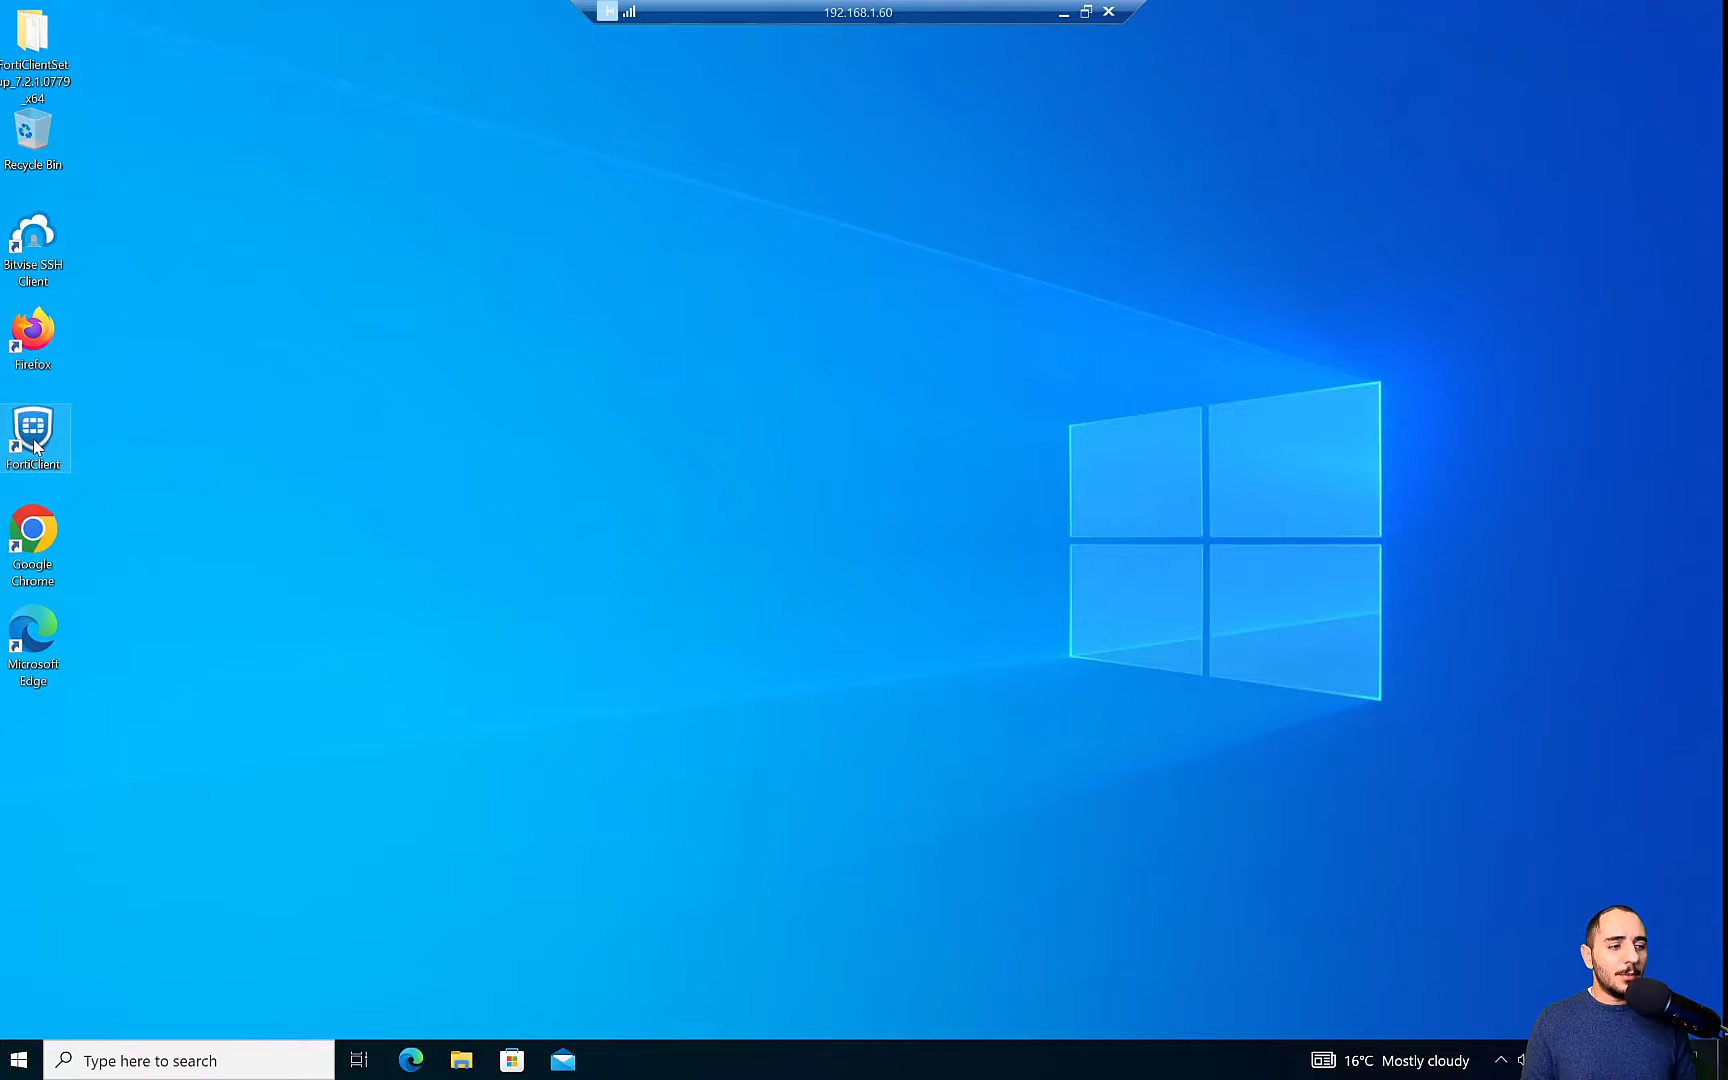 192.168.1.60
FortiClientSet
up_7.2.1.0779
_x64
Recycle Bin
Bitvise SSH
Client
Firefox
FortiClient
Google
Chrome
Microsoft
Edge
Type here to search
16°C Mostly cloudy